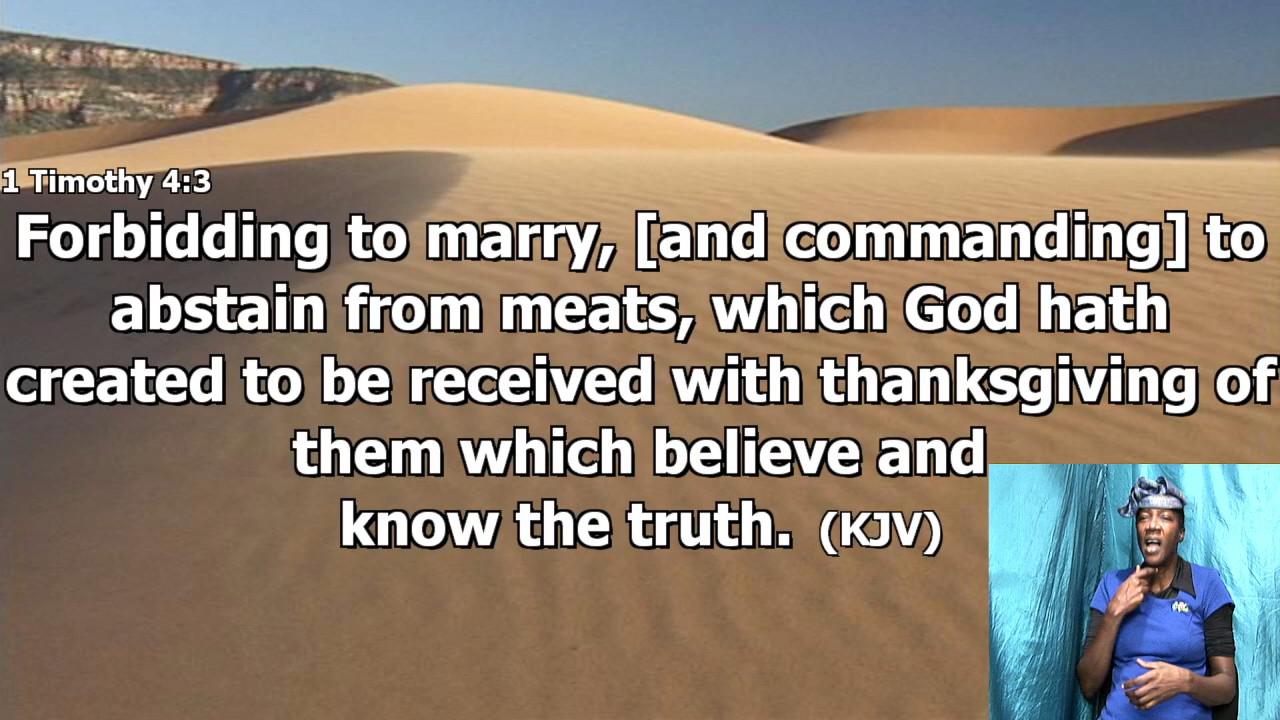 1 Timothy 4:3
Forbidding to marry, [and commanding] to
abstain from meats, which God hath
created to be received with thanksgiving of
them which believe and
know the truth. (KJV)